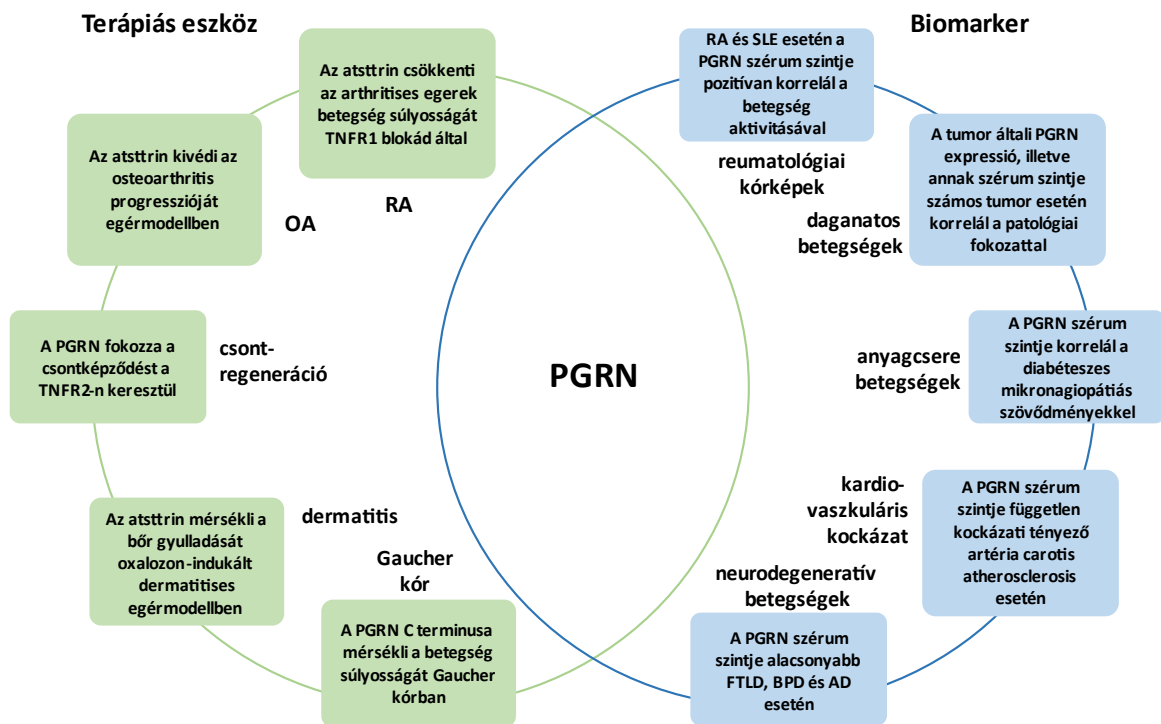 Terápiás eszköz
Az atsttrin csökkenti
az arthritises egerek
betegség súlyosságát
TNFR1 blokád által
RA
Az atsttrin kivédi az
osteoarthritis
progresszióját
egérmodellben
OA
A PGRN fokozza a
csontképződést a
TNFR2-n keresztül
csont-
regeneráció
Az atsttrin mérsékli a
bőr gyulladását
oxalozon-indukált
dermatitises
egérmodellben
dermatitis
Gaucher
kór
A PGRN C terminusa
mérsékli a betegség
súlyosságát Gaucher
kórban
PGRN
Biomarker
RA és SLE esetén a
PGRN szérum szintje
pozitívan korrelál a
betegség
aktivitásával
reumatológiai
kórképek
A tumor általi PGRN
expressió, illetve
annak szérum szintje
számos tumor esetén
korrelál a patológiai
fokozattal
daganatos
betegségek
A PGRN szérum
szintje korrelál a
diabéteszes
mikronagiopátiás
szövődményekkel
anyagcsere
betegségek
kardio-
vaszkuláris
kockázat
A PGRN szérum
szintje független
kockázati tényező
artéria carotis
atherosclerosis
esetén
neurodegeneratív
betegségek
A PGRN szérum
szintje alacsonyabb
FTLD, BPD és AD
esetén